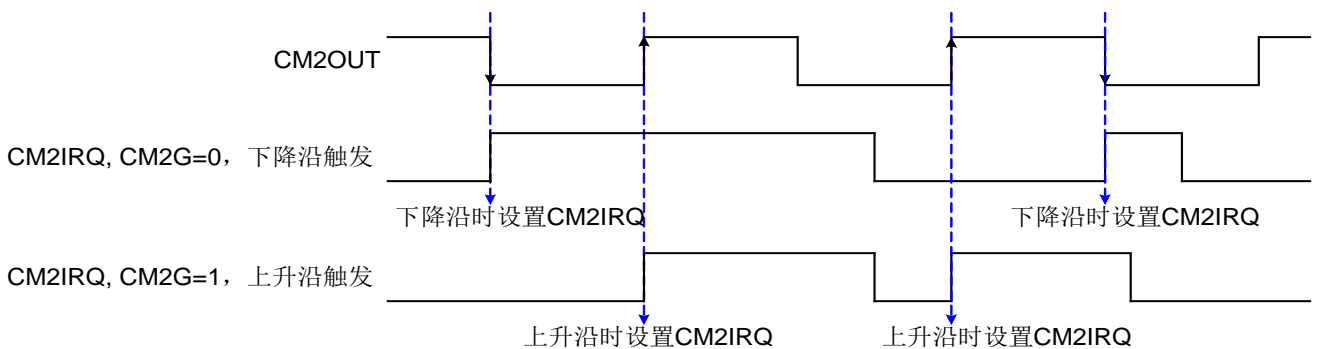 CM2OUT
CM2IRQ, CM2G=0，下降沿触发
下降沿时设置CM2IRQ 下降沿时设置CM2IRQ
CM2IRQ, CM2G=1，上升沿触发
上升沿时设置CM2IRQ 上升沿时设置CM2IRQ